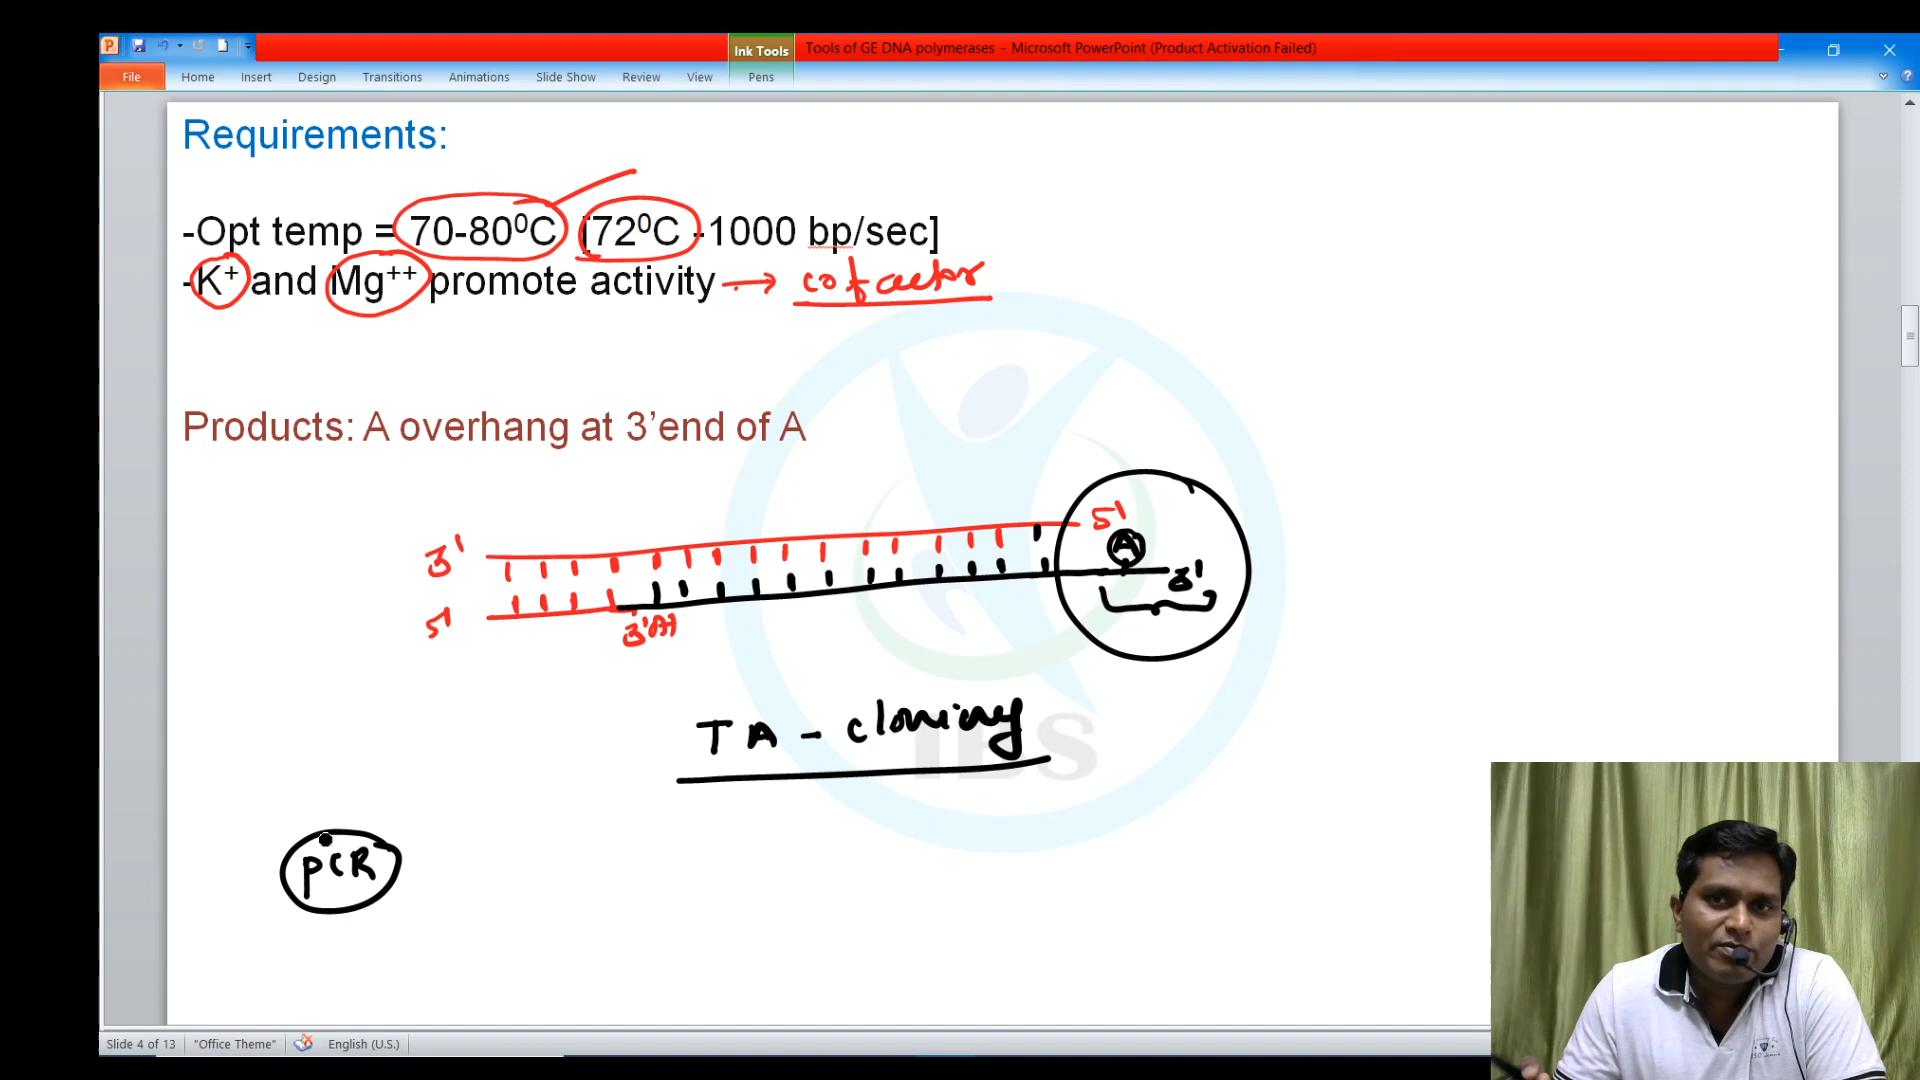 Ink Tools
Tools of GE DNA polymerases - Microsoft PowerPoint (Product Activation Failed)
File Home Insert Design Transitions Animations Slide Show Review View Pens
Requirements:
-Opt temp = 70-80⁰C [72⁰C -1000 bp/sec]
-K⁺ and Mg⁺⁺ promote activity → cofactor
Products: A overhang at 3’end of A
5'
3'
A
3'
5'
3'
TA - cloning
IBS
PCR
Slide 4 of 13 "Office Theme" English (U.S.)